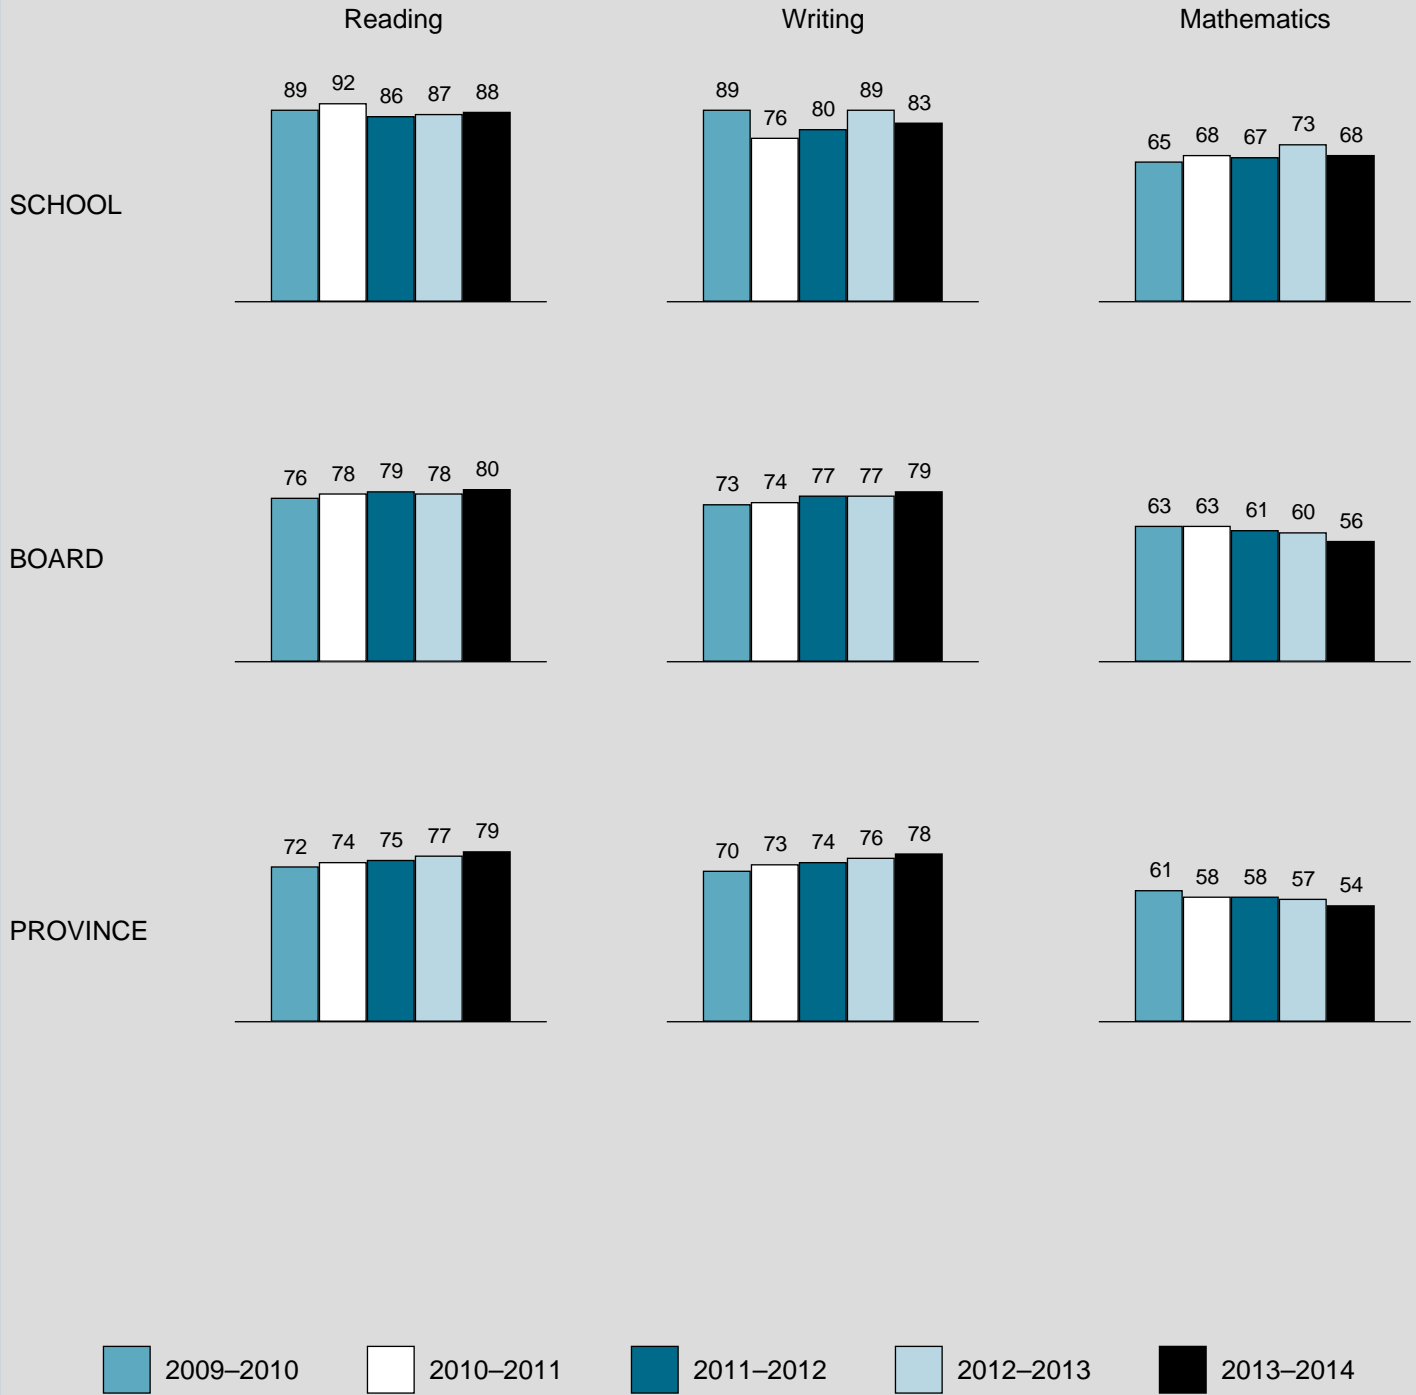 Reading Writing Mathematics
89 92 86 87 88 89 76 80 89 83 65 68 67 73 68
SCHOOL
76 78 79 78 80 73 74 77 77 79 63 63 61 60 56
BOARD
72 74 75 77 79 70 73 74 76 78 61 58 58 57 54
PROVINCE
2009–2010 2010–2011 2011–2012 2012–2013 2013–2014